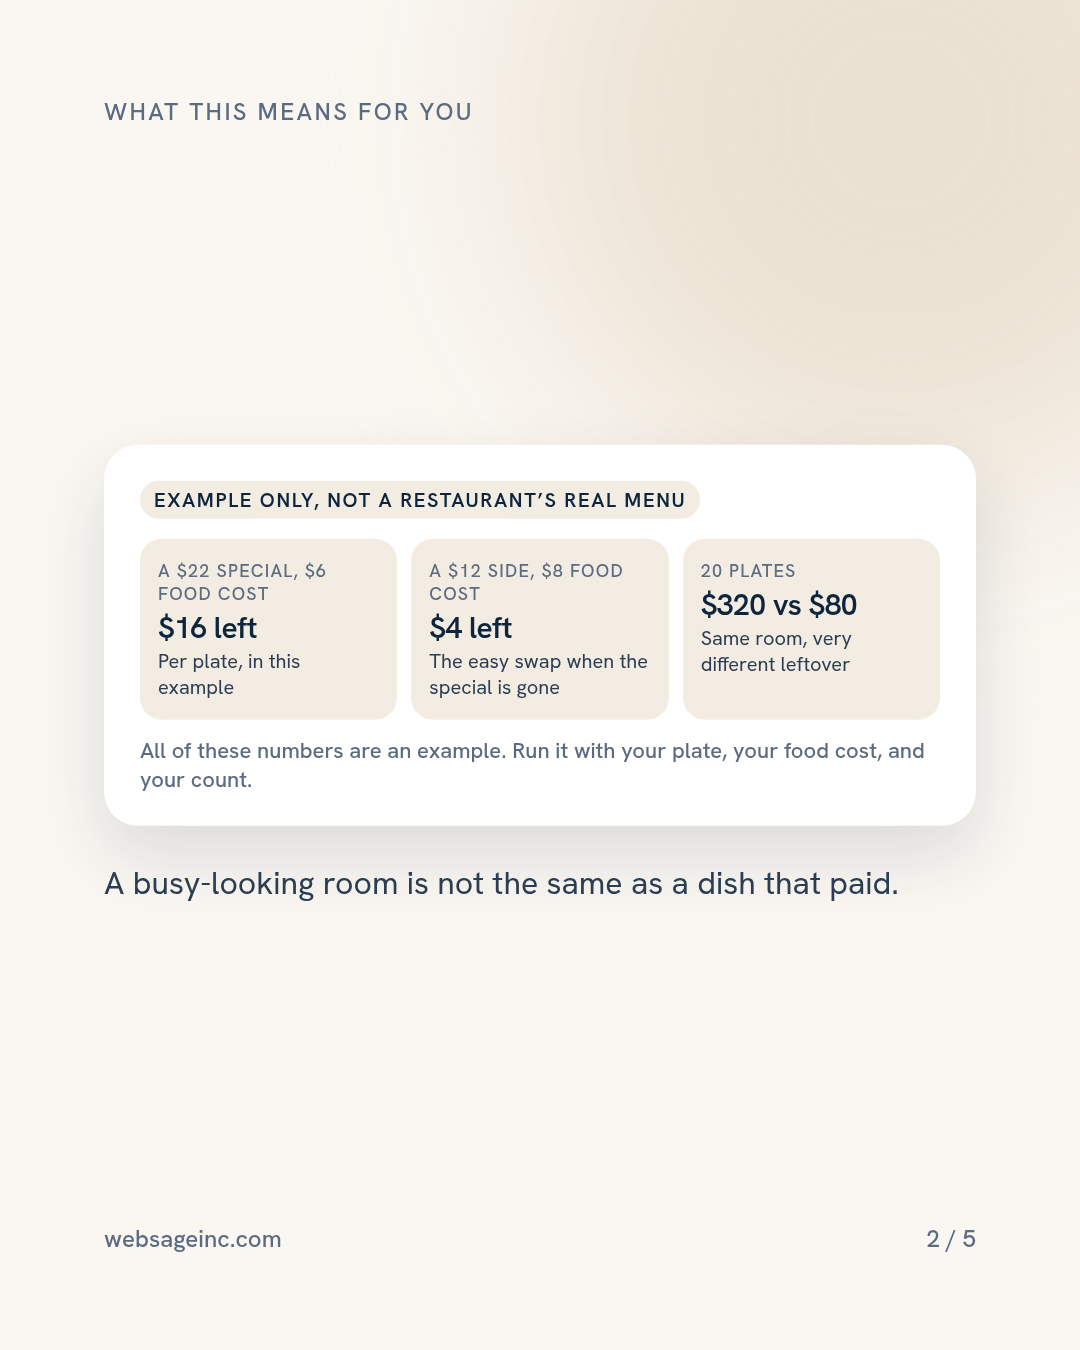 WHAT THIS MEANS FOR YOU
EXAMPLE ONLY, NOT A RESTAURANT’S REAL MENU
A $22 SPECIAL, $6
FOOD COST
$16 left
Per plate, in this
example
A $12 SIDE, $8 FOOD
COST
$4 left
The easy swap when the
special is gone
20 PLATES
$320 vs $80
Same room, very
different leftover
All of these numbers are an example. Run it with your plate, your food cost, and
your count.
A busy-looking room is not the same as a dish that paid.
websageinc.com
2 / 5